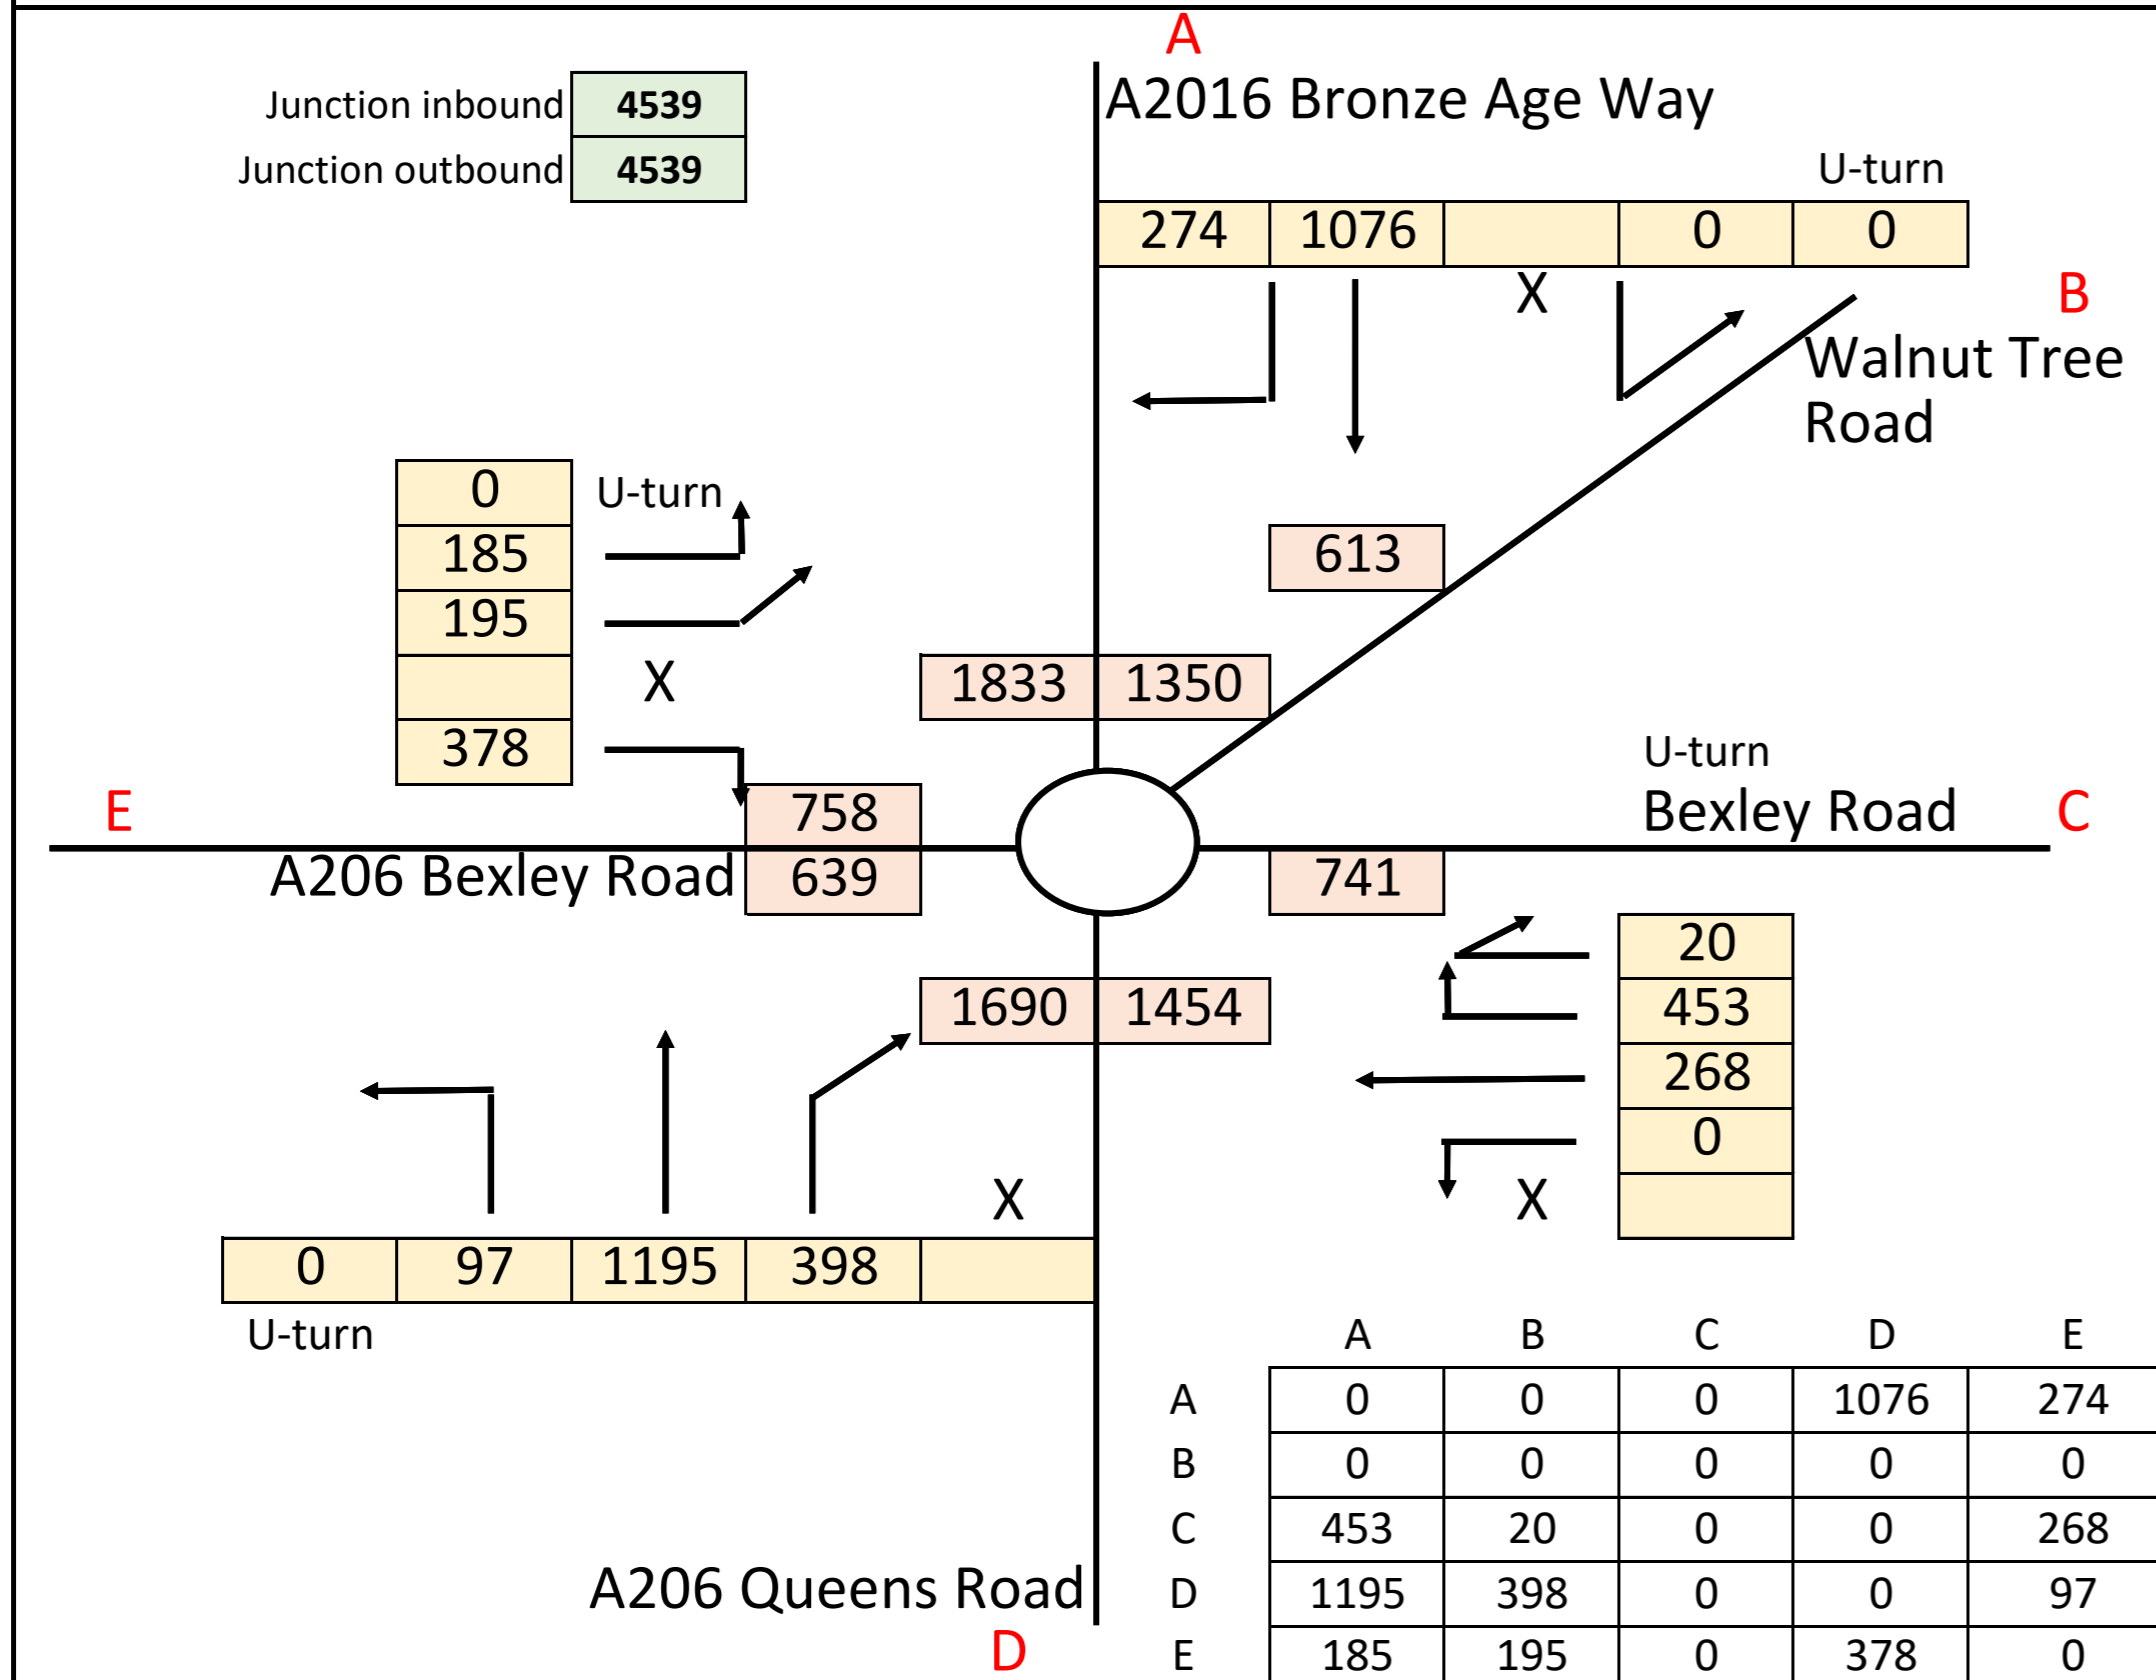 A
Junction inbound 4539
A2016 Bronze Age Way
Junction outbound 4539
U-turn
274 1076 0 0
X
B
Walnut Tree
Road
0 U-turn
185
613
195
X
1833 1350
378
U-turn
E
758
Bexley Road
C
A206 Bexley Road
639
741
20
1690 1454
453
268
0
X
X
0 97 1195 398
U-turn
A B C D E
A 0 0 0 1076 274
B 0 0 0 0 0
C 453 20 0 0 268
A206 Queens Road
D 1195 398 0 0 97
D
E 185 195 0 378 0